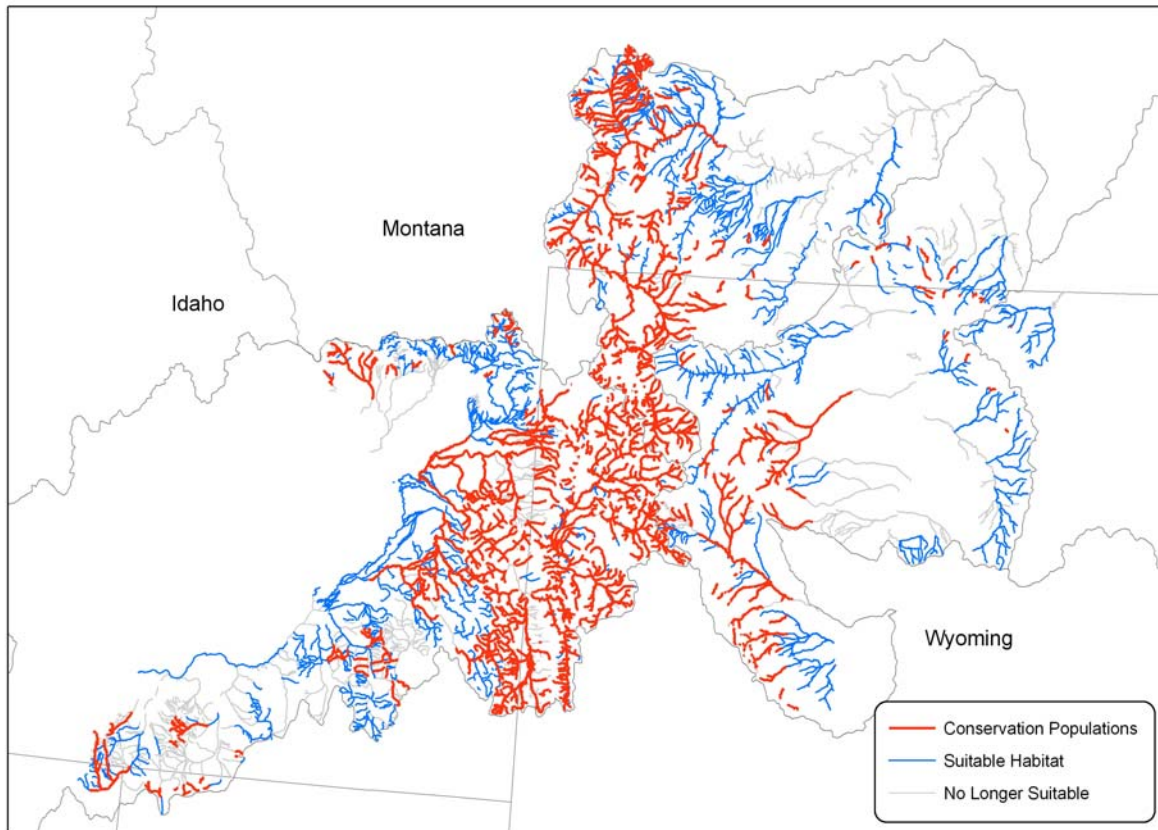 Montana
Idaho
Wyoming
Conservation Populations
Suitable Habitat
No Longer Suitable